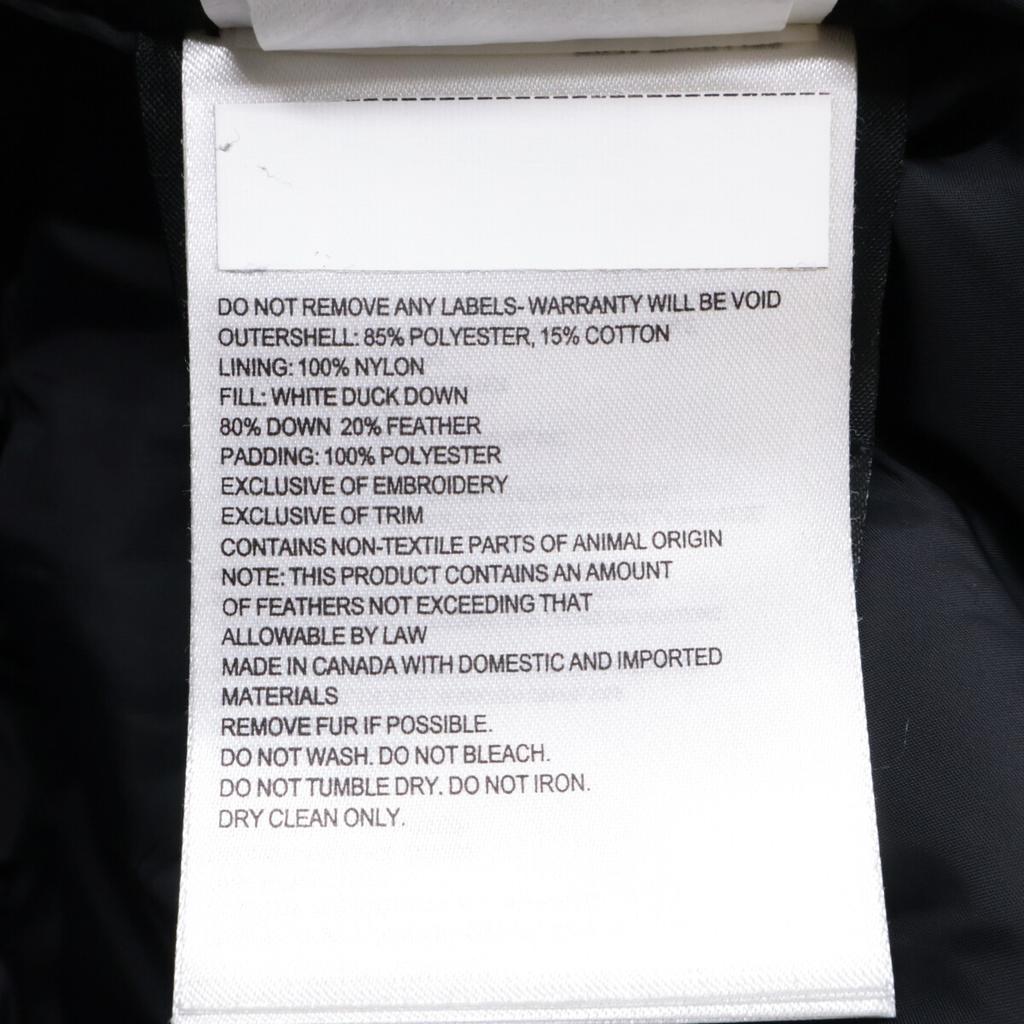 DO NOT REMOVE ANY LABELS- WARRANTY WILL BE VOID
OUTERSHELL: 85% POLYESTER, 15% COTTON
LINING: 100% NYLON
FILL: WHITE DUCK DOWN
80% DOWN 20% FEATHER
PADDING: 100% POLYESTER
EXCLUSIVE OF EMBROIDERY
EXCLUSIVE OF TRIM
CONTAINS NON-TEXTILE PARTS OF ANIMAL ORIGIN
NOTE: THIS PRODUCT CONTAINS AN AMOUNT
OF FEATHERS NOT EXCEEDING THAT
ALLOWABLE BY LAW
MADE IN CANADA WITH DOMESTIC AND IMPORTED
MATERIALS
REMOVE FUR IF POSSIBLE.
DO NOT WASH. DO NOT BLEACH.
DO NOT TUMBLE DRY. DO NOT IRON.
DRY CLEAN ONLY.